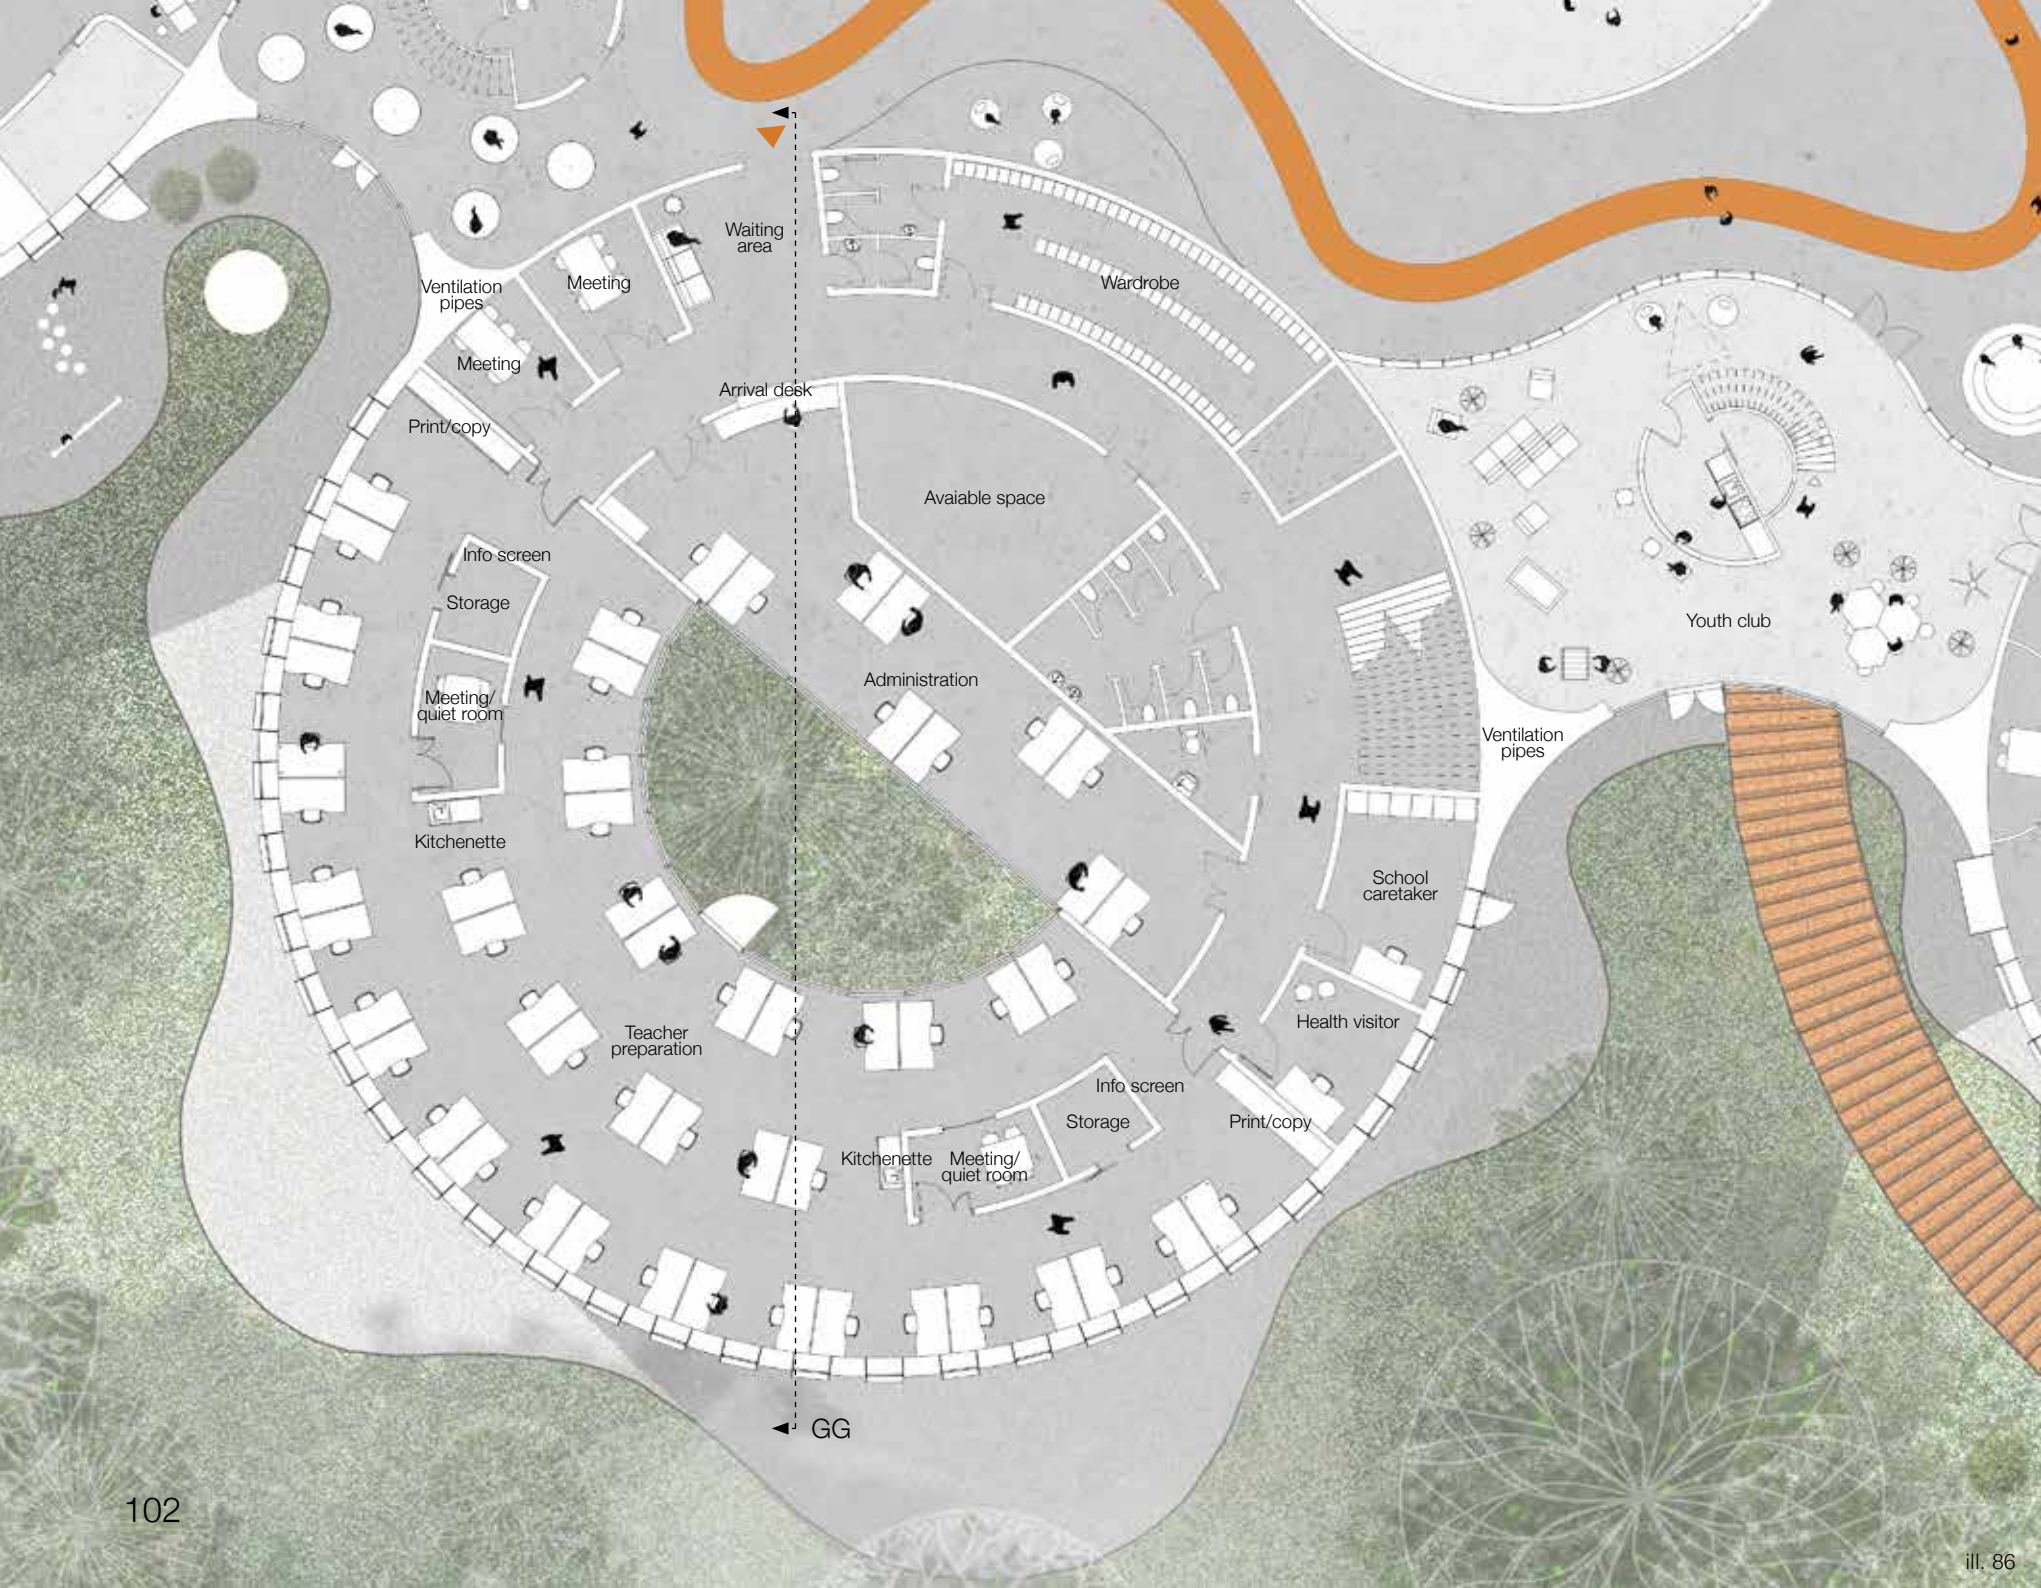 Waiting
area
Meeting
Ventilation
pipes
Wardrobe
Meeting
Arrival desk
Print/copy
Avaiable space
Info screen
Storage
Youth club
Administration
Meeting/
quiet room
Ventilation
pipes
Kitchenette
School
caretaker
Health visitor
Teacher
preparation
Info screen
Storage
Print/copy
Kitchenette
Meeting/
quiet room
GG
102
ill. 86